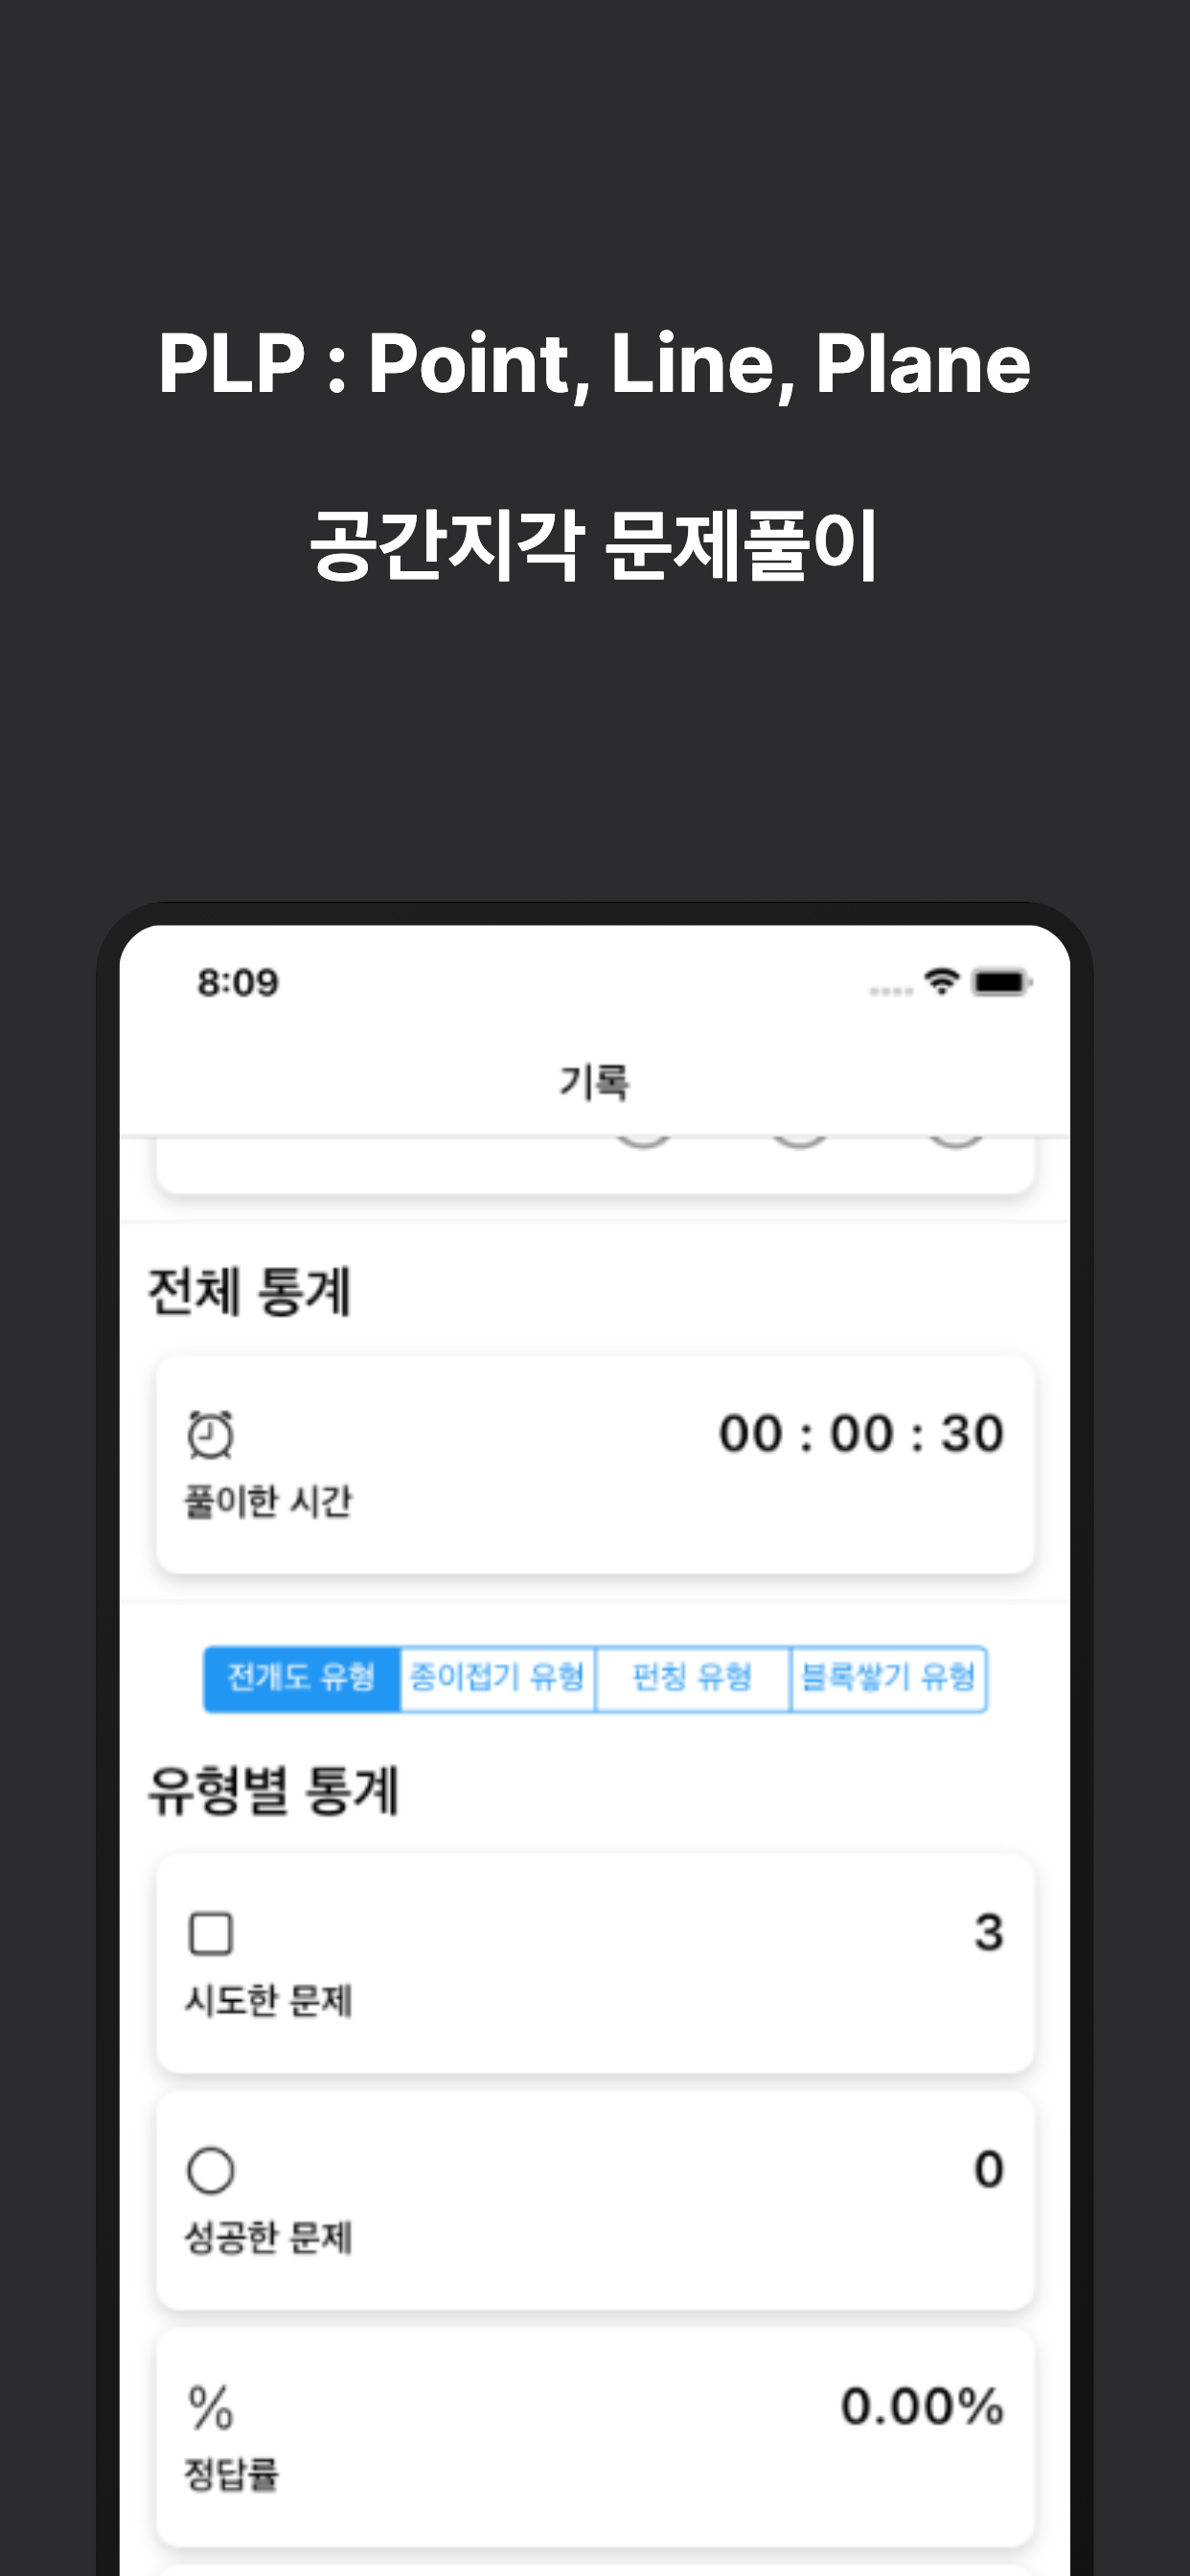 PLP : Point, Line, Plane
공간지각 문제풀이
8:09
기록
전체 통계
00 : 00 : 30
풀이한 시간
전개도 유형 종이접기 유형 펀칭 유형 블록쌓기 유형
유형별 통계
3
시도한 문제
0
성공한 문제
% 0.00%
정답률